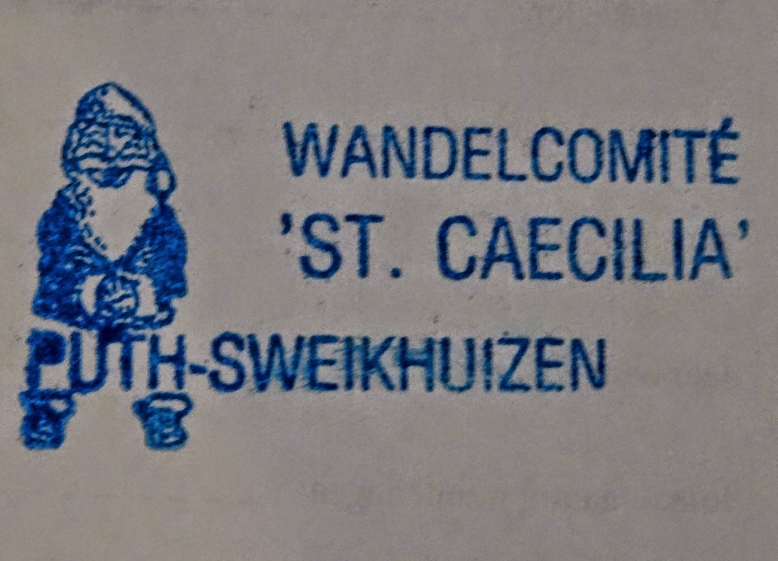 WANDELCOMITÉ
'ST. CAECILIA'
PUTH-SWEIKHUIZEN